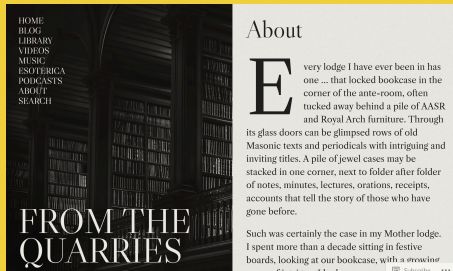 HOME
BLOG
LIBRARY
VIDEOS
MUSIC
ESOTERICA
PODCASTS
ABOUT
SEARCH
FROM THE
QUARRIES
About
Every lodge I have ever been in has
one ... that locked bookcase in the
corner of the ante-room, often
tucked away behind a pile of AASR
and Royal Arch furniture. Through
its glass doors can be glimpsed rows of old
Masonic texts and periodicals with intriguing and
inviting titles. A pile of jewel cases may be
stacked in one corner, next to folder after folder
of notes, minutes, lectures, orations, receipts,
accounts that tell the story of those who have
gone before.
Such was certainly the case in my Mother lodge.
I spent more than a decade sitting in festive
boards, looking at our bookcase, with a growing
Subscribe